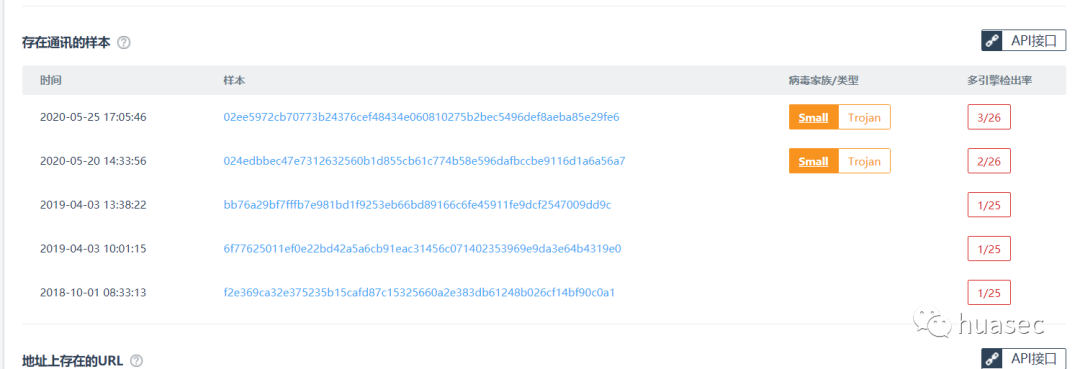 存在通讯的样本 ? API接口
时间 样本 病毒家族/类型 多引擎检出率
2020-05-25 17:05:46 02ee5972cb70773b24376cef48434e060810275b2bec5496def8aeba85e29fe6 Small Trojan 3/26
2020-05-20 14:33:56 024edbbec47e7312632560b1d855cb61c774b58e596dafbccbe9116d1a6a56a7 Small Trojan 2/26
2019-04-03 13:38:22 bb76a29bf7fffb7e981bd1f9253eb66bd89166c6fe45911fe9dcf2547009dd9c 1/25
2019-04-03 10:01:15 6f77625011ef0e22bd42a5a6cb91eac31456c071402353969e9da3e64b4319e0 1/25
2018-10-01 08:33:13 f2e369ca32e375235b15cafd87c15325660a2e383db61248b026cf14bf90c0a1 1/25
huasec
地址上存在的URL ? API接口